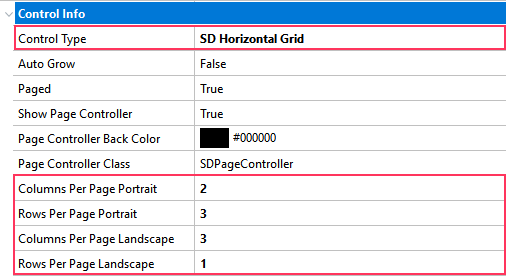 Control Info
Control Type SD Horizontal Grid
Auto Grow False
Paged True
Show Page Controller True
Page Controller Back Color #000000
Page Controller Class SDPageController
Columns Per Page Portrait 2
Rows Per Page Portrait 3
Columns Per Page Landscape 3
Rows Per Page Landscape 1